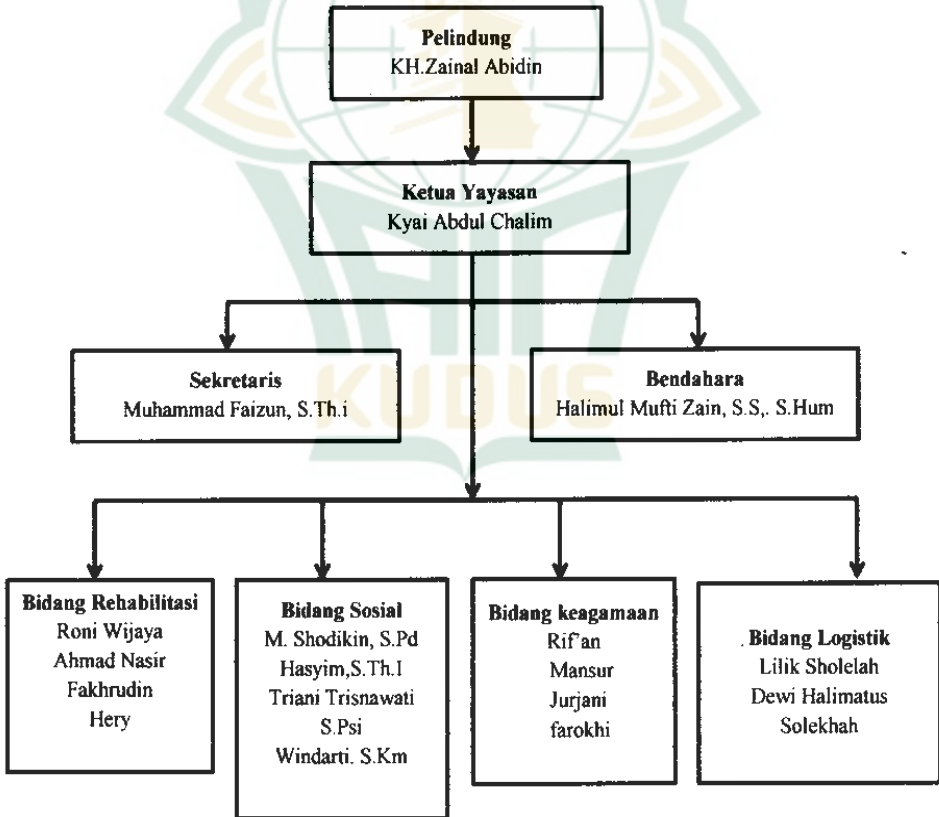 Pelindung
KH.Zainal Abidin
Ketua Yayasan
Kyai Abdul Chalim
Sekretaris
Muhammad Faizun, S.Th.i
Bendahara
Halimul Mufti Zain, S.S,. S.Hum
KUDUS
Bidang Rehabilitasi
Roni Wijaya
Ahmad Nasir
Fakhrudin
Hery
Bidang Sosial
M. Shodikin, S.Pd
Hasyim,S.Th.I
Triani Trisnawati
S.Psi
Windarti. S.Km
Bidang keagamaan
Rif'an
Mansur
Jurjani
farokhi
Bidang Logistik
Lilik Sholelah
Dewi Halimatus
Solekhah